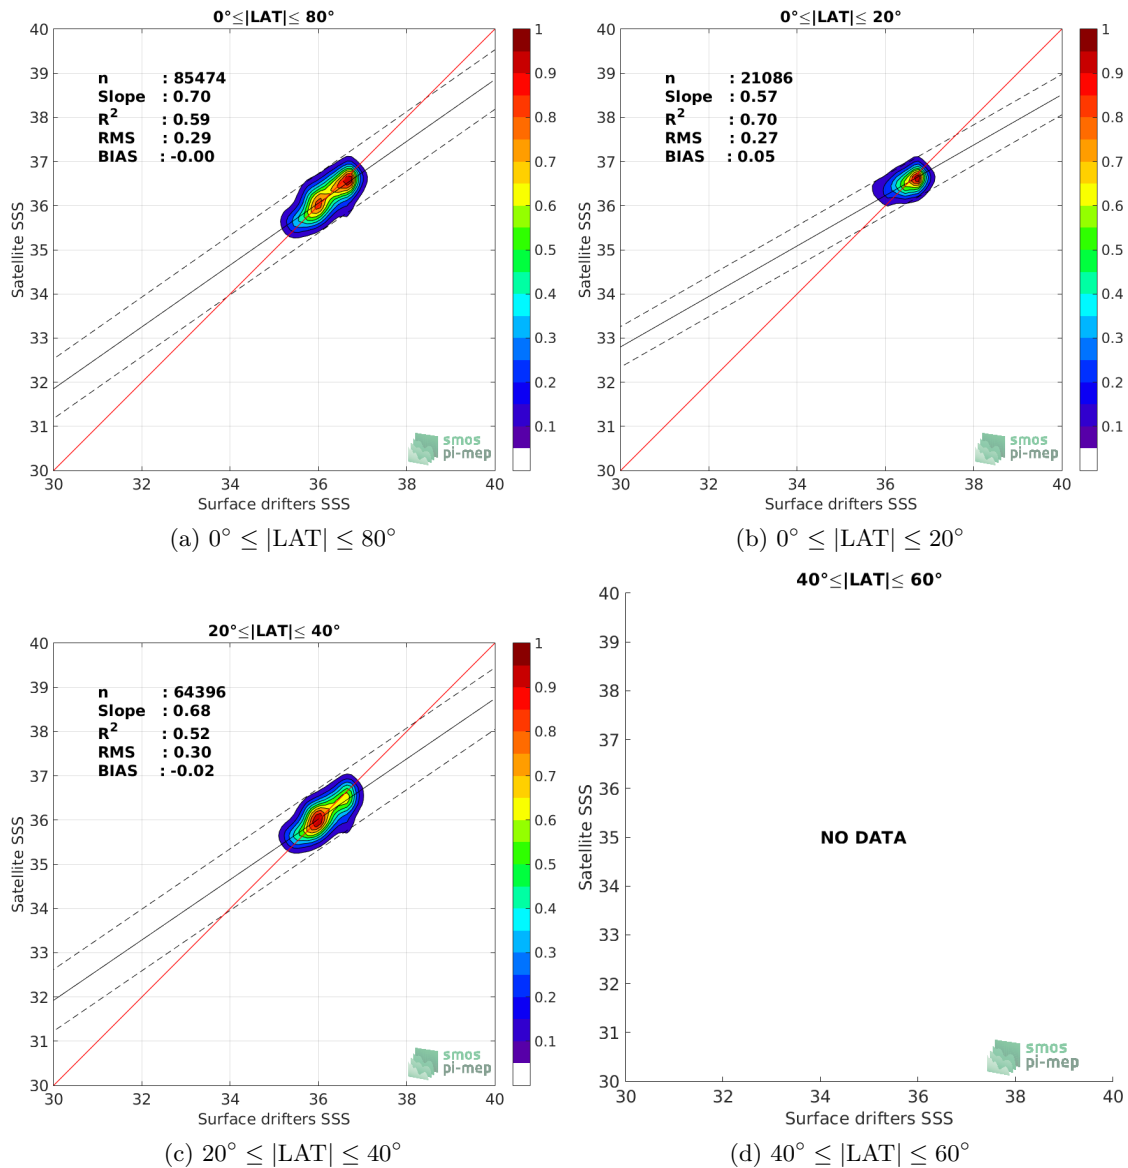 0°≤|LAT|≤ 80°
n : 85474
Slope : 0.70
R² : 0.59
RMS : 0.29
BIAS : -0.00
Satellite SSS
40
39
38
37
36
35
34
33
32
31
30
30 32 34 36 38 40
Surface drifters SSS
1
0.9
0.8
0.7
0.6
0.5
0.4
0.3
0.2
0.1
smos
pi-mep
(a) 0° ≤ |LAT| ≤ 80°
0°≤|LAT|≤ 20°
n : 21086
Slope : 0.57
R² : 0.70
RMS : 0.27
BIAS : 0.05
Satellite SSS
40
39
38
37
36
35
34
33
32
31
30
30 32 34 36 38 40
Surface drifters SSS
1
0.9
0.8
0.7
0.6
0.5
0.4
0.3
0.2
0.1
smos
pi-mep
(b) 0° ≤ |LAT| ≤ 20°
20°≤|LAT|≤ 40°
n : 64396
Slope : 0.68
R² : 0.52
RMS : 0.30
BIAS : -0.02
Satellite SSS
40
39
38
37
36
35
34
33
32
31
30
30 32 34 36 38 40
Surface drifters SSS
1
0.9
0.8
0.7
0.6
0.5
0.4
0.3
0.2
0.1
smos
pi-mep
(c) 20° ≤ |LAT| ≤ 40°
40°≤|LAT|≤ 60°
Satellite SSS
40
39
38
37
36
35
34
33
32
31
30
NO DATA
30 32 34 36 38 40
Surface drifters SSS
smos
pi-mep
(d) 40° ≤ |LAT| ≤ 60°